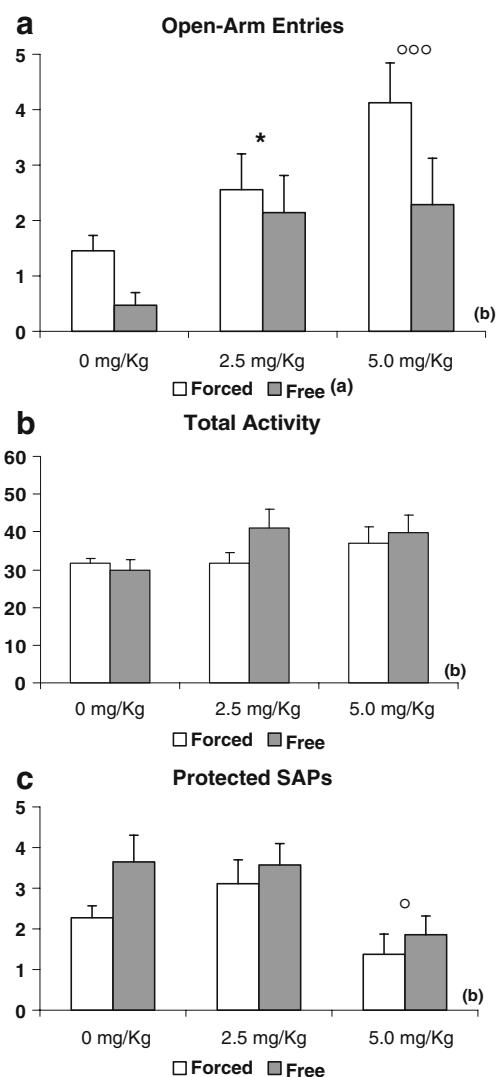 a
Open-Arm Entries
5
4
3
2
1
0
*
°°°
(b)
0 mg/Kg 2.5 mg/Kg 5.0 mg/Kg
Forced Free (a)
b
Total Activity
60
50
40
30
20
10
0
(b)
0 mg/Kg 2.5 mg/Kg 5.0 mg/Kg
Forced Free
c
Protected SAPs
5
4
3
2
1
0
°
(b)
0 mg/Kg 2.5 mg/Kg 5.0 mg/Kg
Forced Free